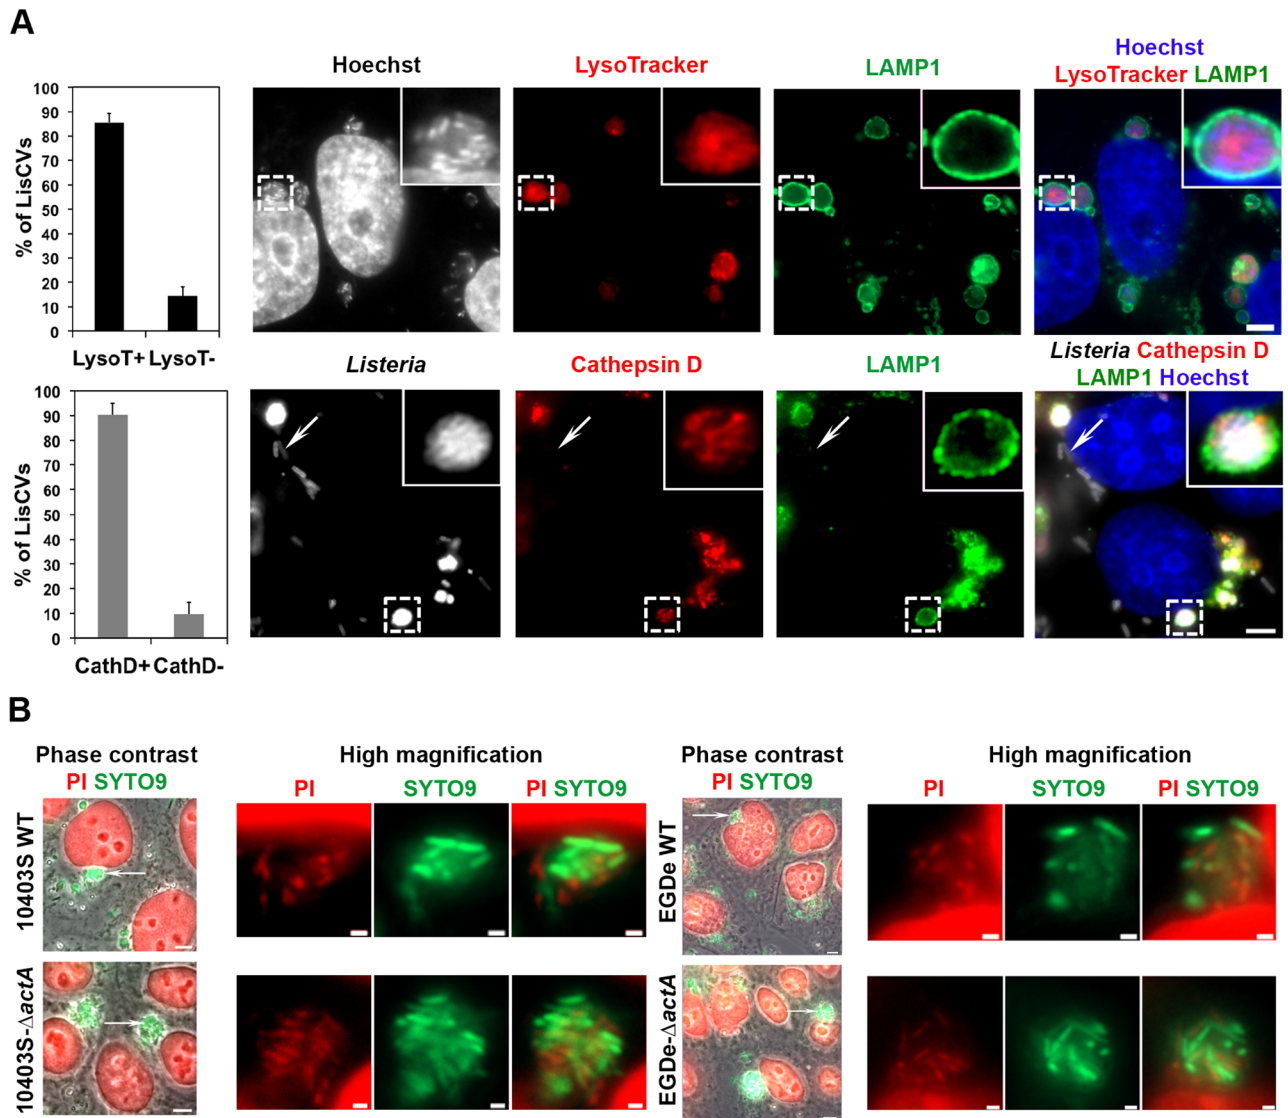 A
Hoechst
LysoTracker
LAMP1
Hoechst
LysoTracker LAMP1
% of LisCVs
100
90
80
70
60
50
40
30
20
10
0
LysoT+ LysoT-
Listeria
Cathepsin D
LAMP1
Listeria Cathepsin D
LAMP1 Hoechst
% of LisCVs
100
90
80
70
60
50
40
30
20
10
0
CathD+ CathD-
B
Phase contrast
PI SYTO9
High magnification
PI
SYTO9
PI SYTO9
Phase contrast
PI SYTO9
High magnification
PI
SYTO9
PI SYTO9
10403S WT
EGDe WT
10403S-ΔactA
EGDe-ΔactA